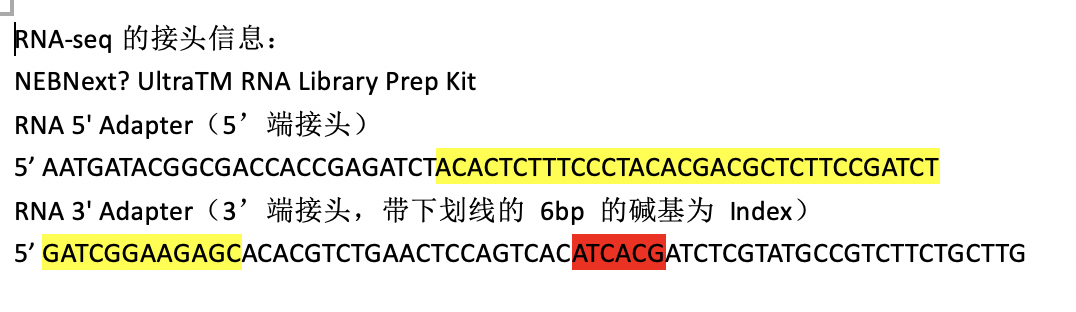 RNA-seq 的接头信息：
NEBNext? UltraTM RNA Library Prep Kit
RNA 5' Adapter（5’ 端接头）
5’ AATGATACGGCGACCACCGAGATCTACACTCTTTCCCTACACGACGCTCTTCCGATCT
RNA 3' Adapter（3’ 端接头，带下划线的 6bp 的碱基为 Index）
5’ GATCGGAAGAGCACACGTCTGAACTCCAGTCACATCACGATCTCGTATGCCGTCTTCTGCTTG